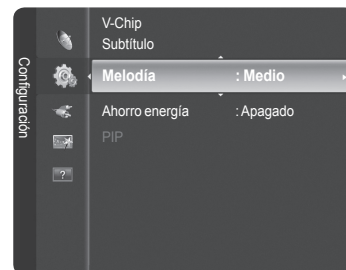 Configuración
V-Chip
Subtítulo
Melodía : Medio
Ahorro energía : Apagado
PIP
?